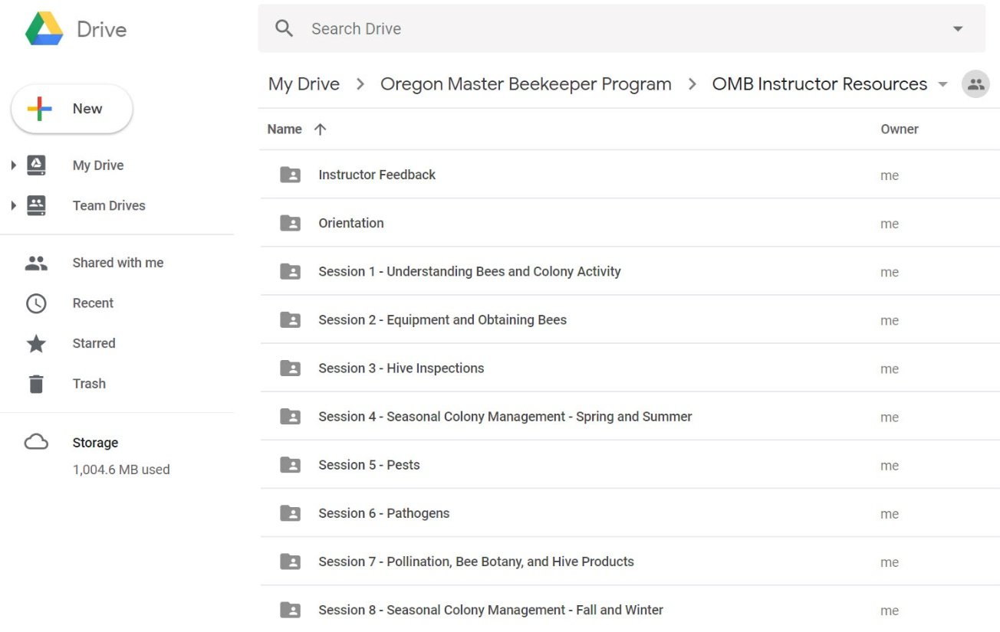 Drive
Search Drive
My Drive > Oregon Master Beekeeper Program > OMB Instructor Resources
New
Name Owner
My Drive
Team Drives
Shared with me
Recent
Starred
Trash
Storage
1,004.6 MB used
Instructor Feedback me
Orientation me
Session 1 - Understanding Bees and Colony Activity me
Session 2 - Equipment and Obtaining Bees me
Session 3 - Hive Inspections me
Session 4 - Seasonal Colony Management - Spring and Summer me
Session 5 - Pests me
Session 6 - Pathogens me
Session 7 - Pollination, Bee Botany, and Hive Products me
Session 8 - Seasonal Colony Management - Fall and Winter me